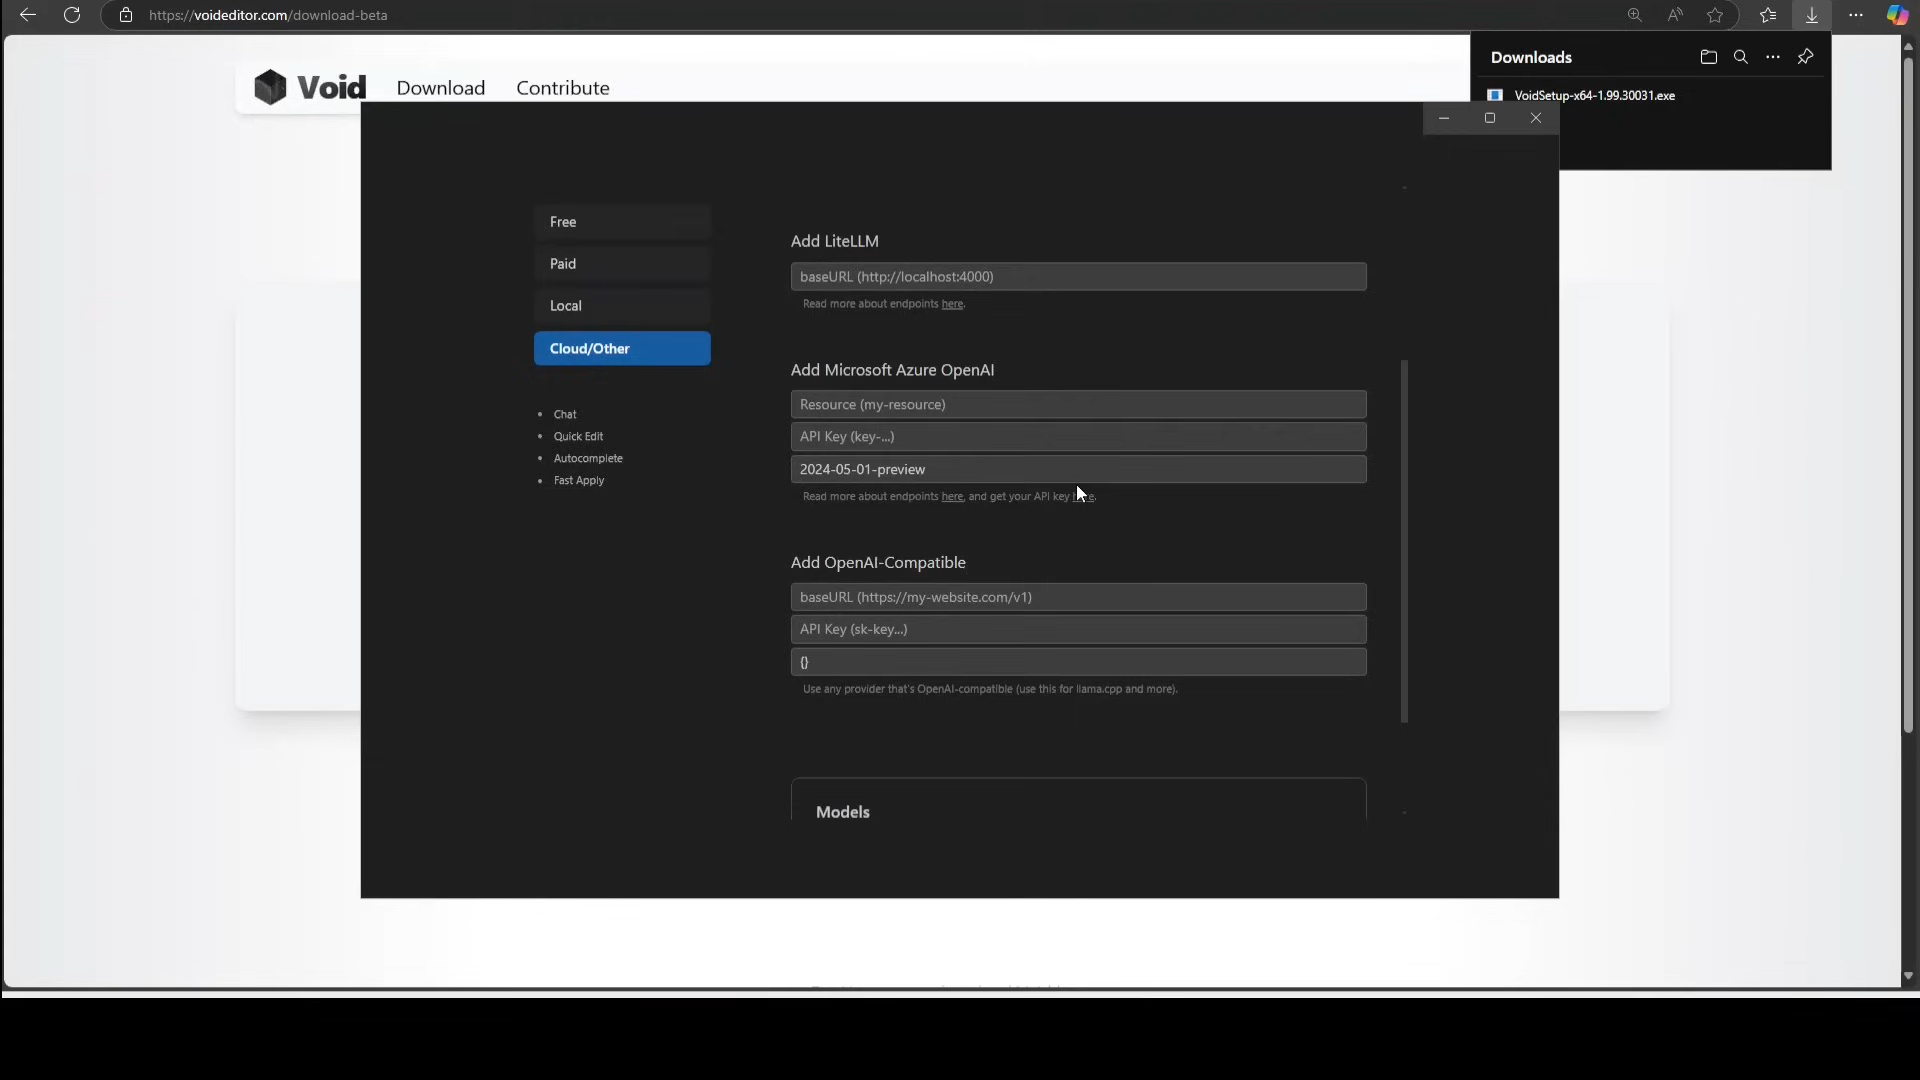 https://voideditor.com/download-beta
Downloads
VoidSetup-x64-1.99.30031.exe
Void
Download
Contribute
Free
Paid
Local
Cloud/Other
Chat
Quick Edit
Autocomplete
Fast Apply
Add LiteLLM
baseURL (http://localhost:4000)
Read more about endpoints here.
Add Microsoft Azure OpenAI
Resource (my-resource)
API Key (key-...)
2024-05-01-preview
Read more about endpoints here, and get your API key here.
Add OpenAI-Compatible
baseURL (https://my-website.com/v1)
API Key (sk-key...)
{}
Use any provider that's OpenAI-compatible (use this for llama.cpp and more).
Models